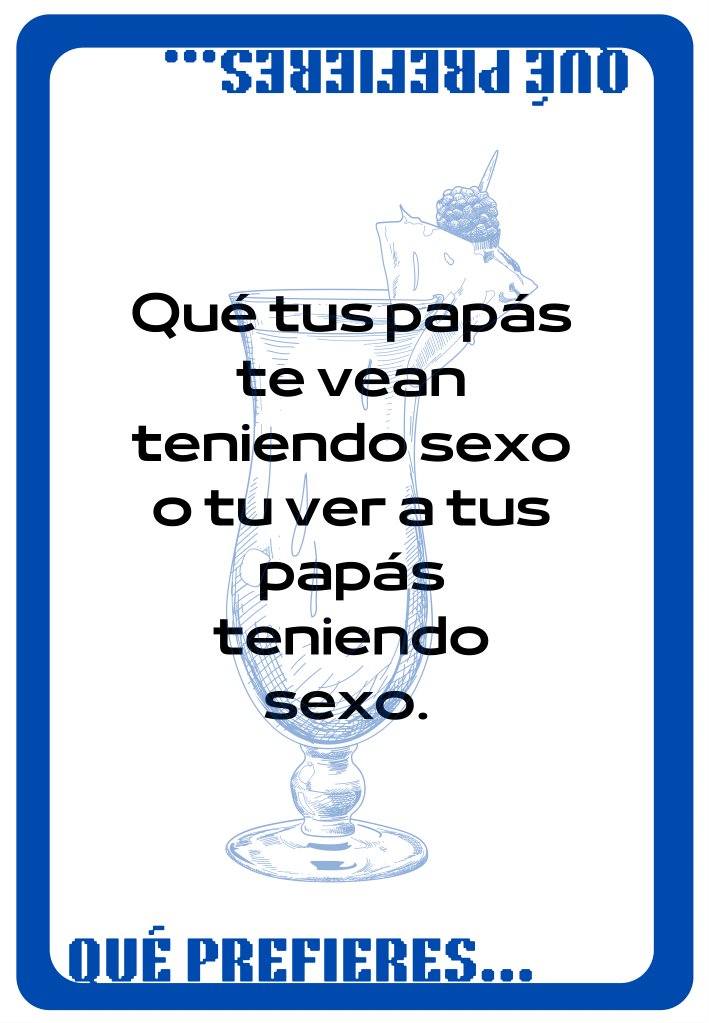 QUÉ PREFIERES...
Qué tus papás
te vean
teniendo sexo
o tu ver a tus
papás
teniendo
sexo.
QUÉ PREFIERES...